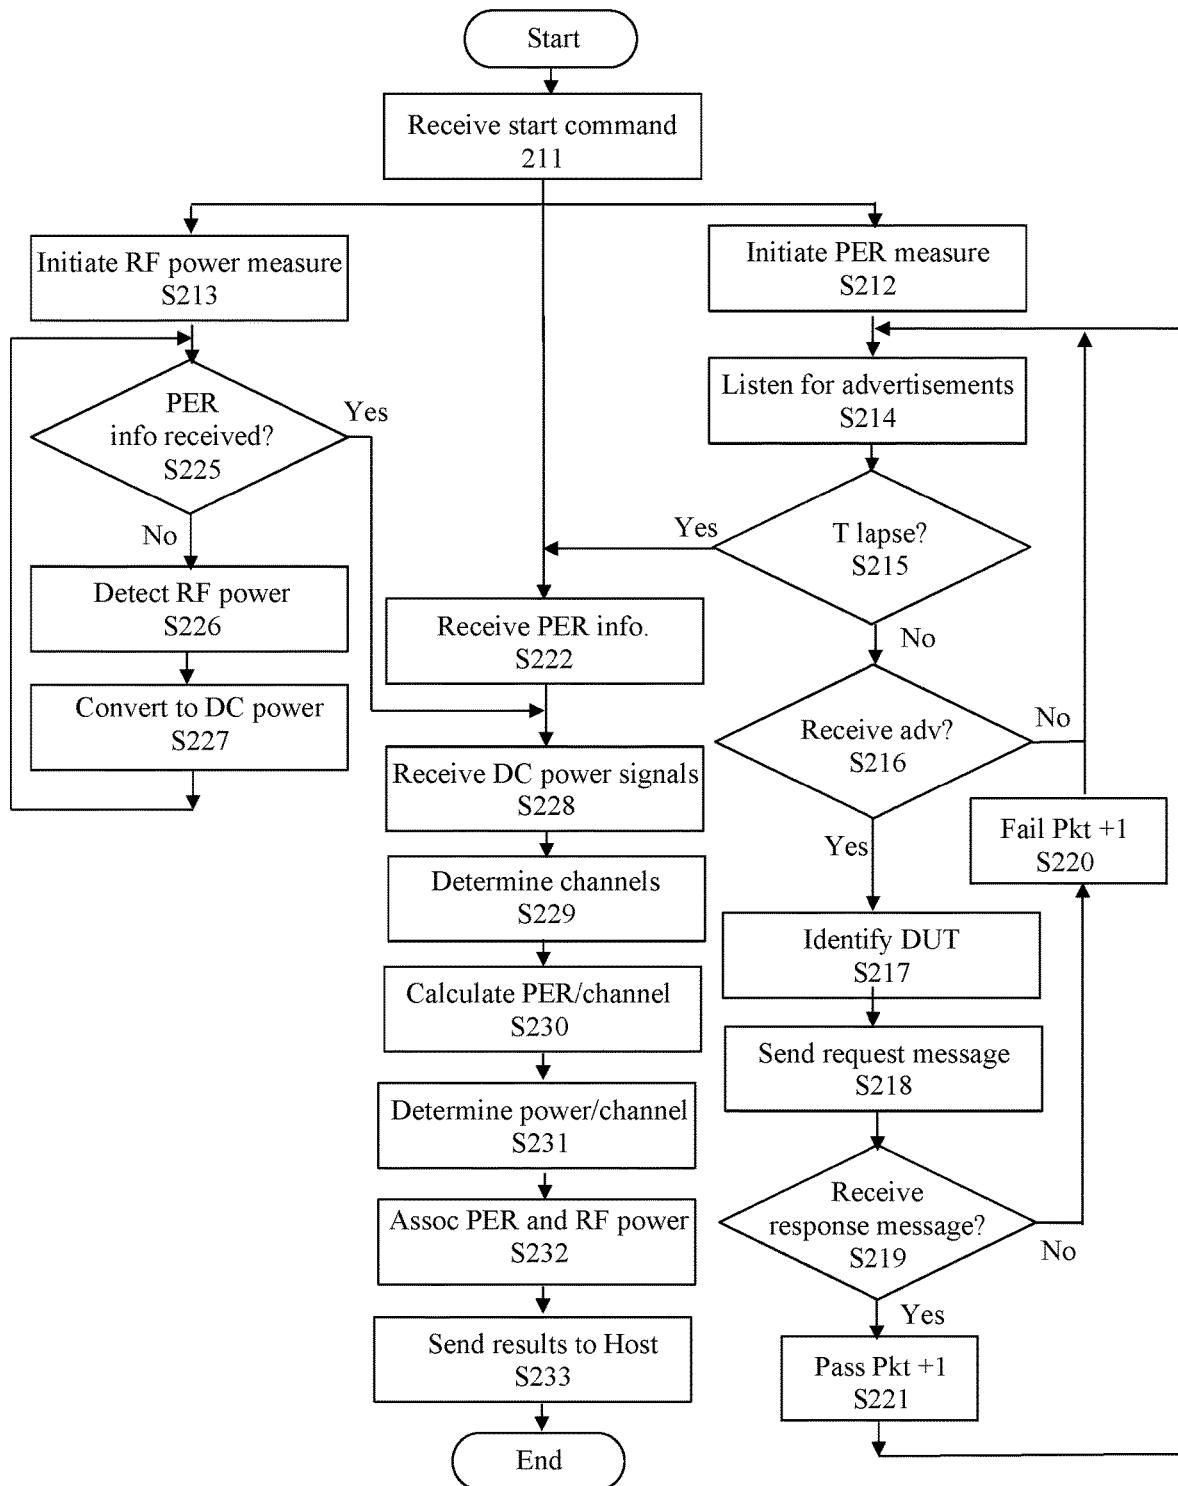 Start
Receive start command
211
Initiate RF power measure
S213
Initiate PER measure
S212
Listen for advertisements
S214
PER
info received?
S225
Yes
No
T lapse?
S215
Yes
No
Detect RF power
S226
Receive PER info.
S222
Convert to DC power
S227
Receive adv?
S216
No
Yes
Receive DC power signals
S228
Fail Pkt +1
S220
Determine channels
S229
Identify DUT
S217
Calculate PER/channel
S230
Send request message
S218
Determine power/channel
S231
Receive
response message?
S219
No
Yes
Assoc PER and RF power
S232
Send results to Host
S233
Pass Pkt +1
S221
End